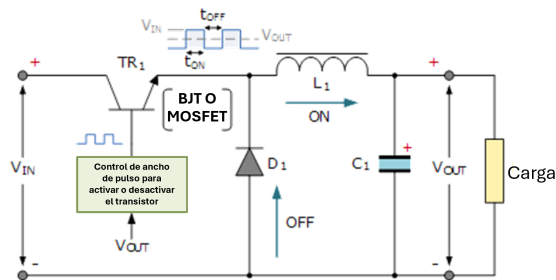 tOFF
VIN
VOUT
tON
TR1
+
+
L1
BJT O
MOSFET
ON
VIN
Control de ancho
de pulso para
activar o desactivar
el transistor
D1
C1
+
VOUT
Carga
OFF
VOUT
-
-